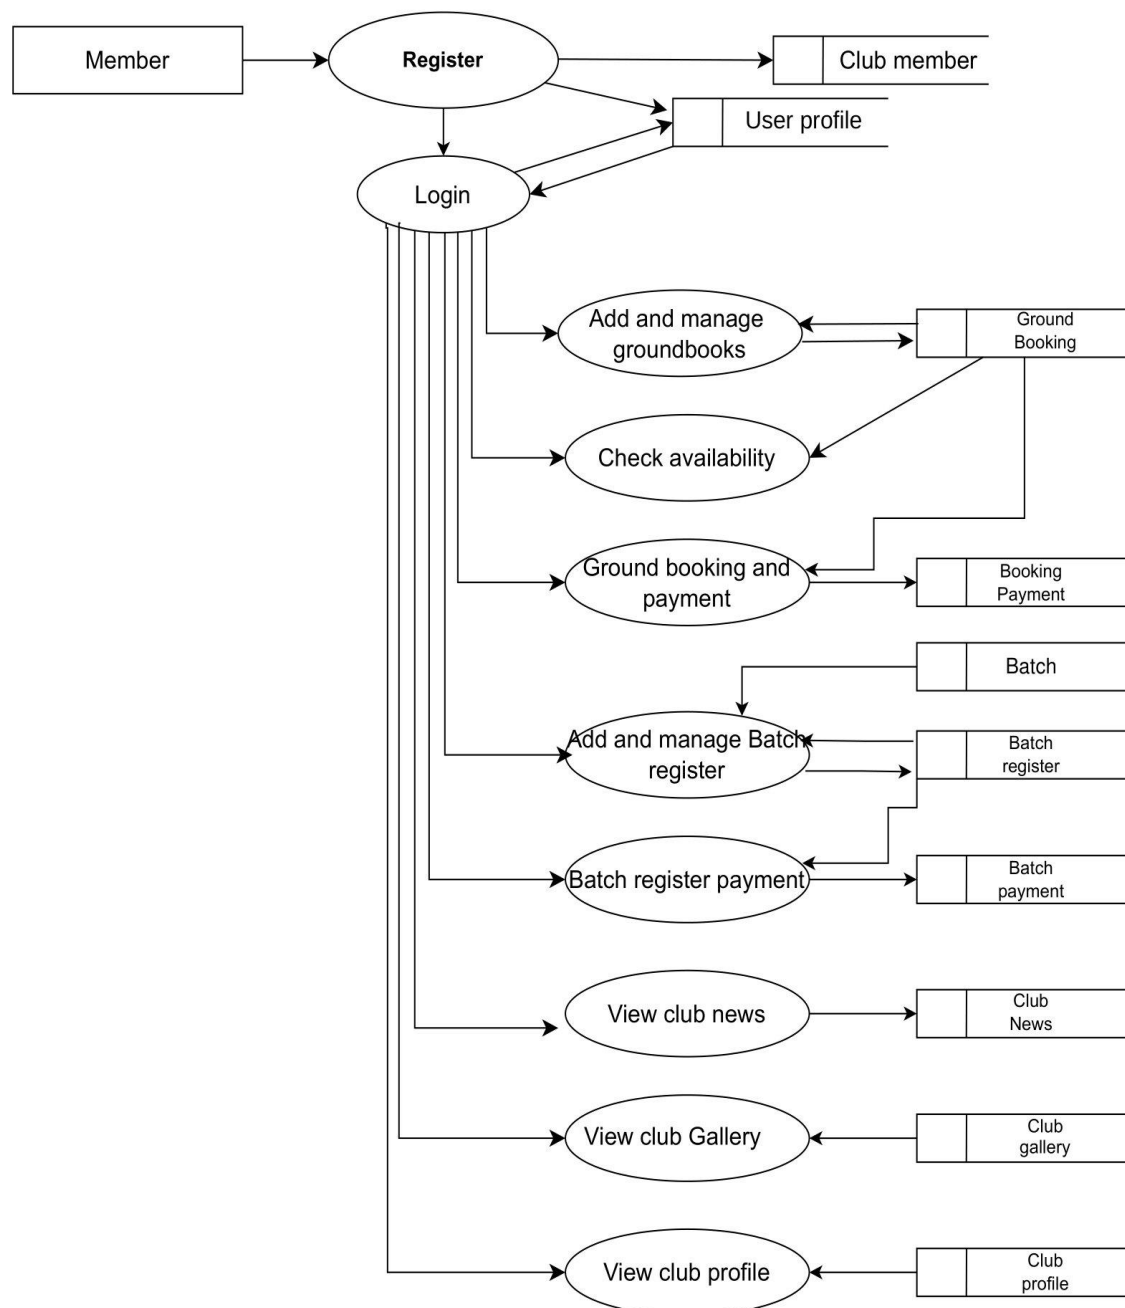 Member
Register
Club member
User profile
Login
Add and manage
groundbooks
Ground
Booking
Check availability
Ground booking and
payment
Booking
Payment
Batch
Add and manage Batch
register
Batch
register
Batch register payment
Batch
payment
View club news
Club
News
View club Gallery
Club
gallery
View club profile
Club
profile